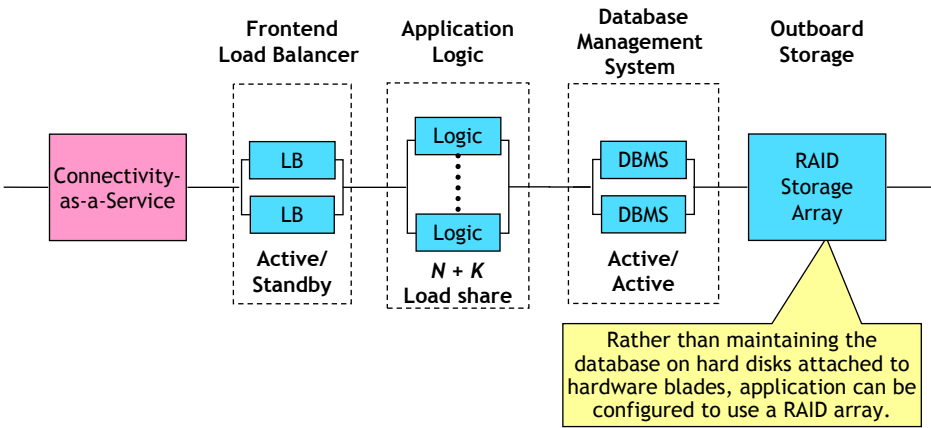 Frontend
Load Balancer
Application
Logic
Database
Management
System
Outboard
Storage
Connectivity-
as-a-Service
LB
LB
Active/
Standby
Logic
Logic
N + K
Load share
DBMS
DBMS
Active/
Active
RAID
Storage
Array
Rather than maintaining the
database on hard disks attached to
hardware blades, application can be
configured to use a RAID array.